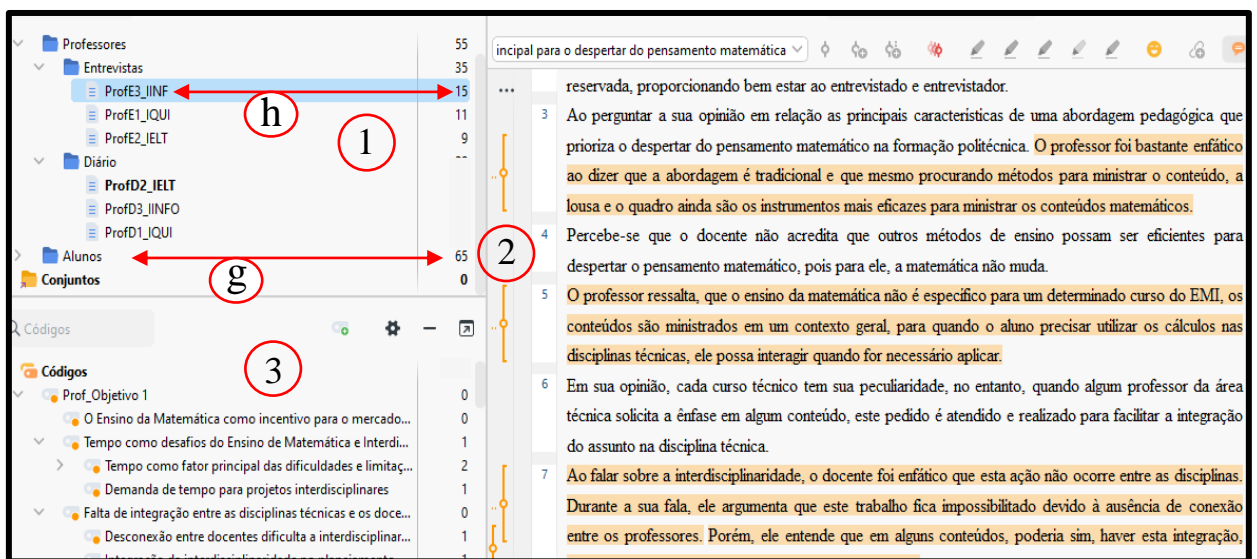 Professores 55
Entrevistas 35
ProfE3_IINF 15
h
ProfE1_IQUI 11
1
ProfE2_IELT 9
Diário
ProfD2_IELT
ProfD3_IINFO
ProfD1_IQUI
Alunos 65
g
Conjuntos 0
Códigos
3
Códigos
Prof_Objetivo 1 0
O Ensino da Matemática como incentivo para o mercado... 0
Tempo como desafios do Ensino de Matemática e Interdi... 1
Tempo como fator principal das dificuldades e limitaç... 2
Demanda de tempo para projetos interdisciplinares 1
Falta de integração entre as disciplinas técnicas e os doce... 0
Desconexão entre docentes dificulta a interdisciplinar... 1
2
incipal para o despertar do pensamento matemática
... reservada, proporcionando bem estar ao entrevistado e entrevistador.
3 Ao perguntar a sua opinião em relação as principais características de uma abordagem pedagógica que
prioriza o despertar do pensamento matemático na formação politécnica. O professor foi bastante enfático
ao dizer que a abordagem é tradicional e que mesmo procurando métodos para ministrar o conteúdo, a
lousa e o quadro ainda são os instrumentos mais eficazes para ministrar os conteúdos matemáticos.
4 Percebe-se que o docente não acredita que outros métodos de ensino possam ser eficientes para
despertar o pensamento matemático, pois para ele, a matemática não muda.
5 O professor ressalta, que o ensino da matemática não é específico para um determinado curso do EMI, os
conteúdos são ministrados em um contexto geral, para quando o aluno precisar utilizar os cálculos nas
disciplinas técnicas, ele possa interagir quando for necessário aplicar.
6 Em sua opinião, cada curso técnico tem sua peculiaridade, no entanto, quando algum professor da área
técnica solicita a ênfase em algum conteúdo, este pedido é atendido e realizado para facilitar a integração
do assunto na disciplina técnica.
7 Ao falar sobre a interdisciplinaridade, o docente foi enfático que esta ação não ocorre entre as disciplinas.
Durante a sua fala, ele argumenta que este trabalho fica impossibilitado devido à ausência de conexão
entre os professores. Porém, ele entende que em alguns conteúdos, poderia sim, haver esta integração,